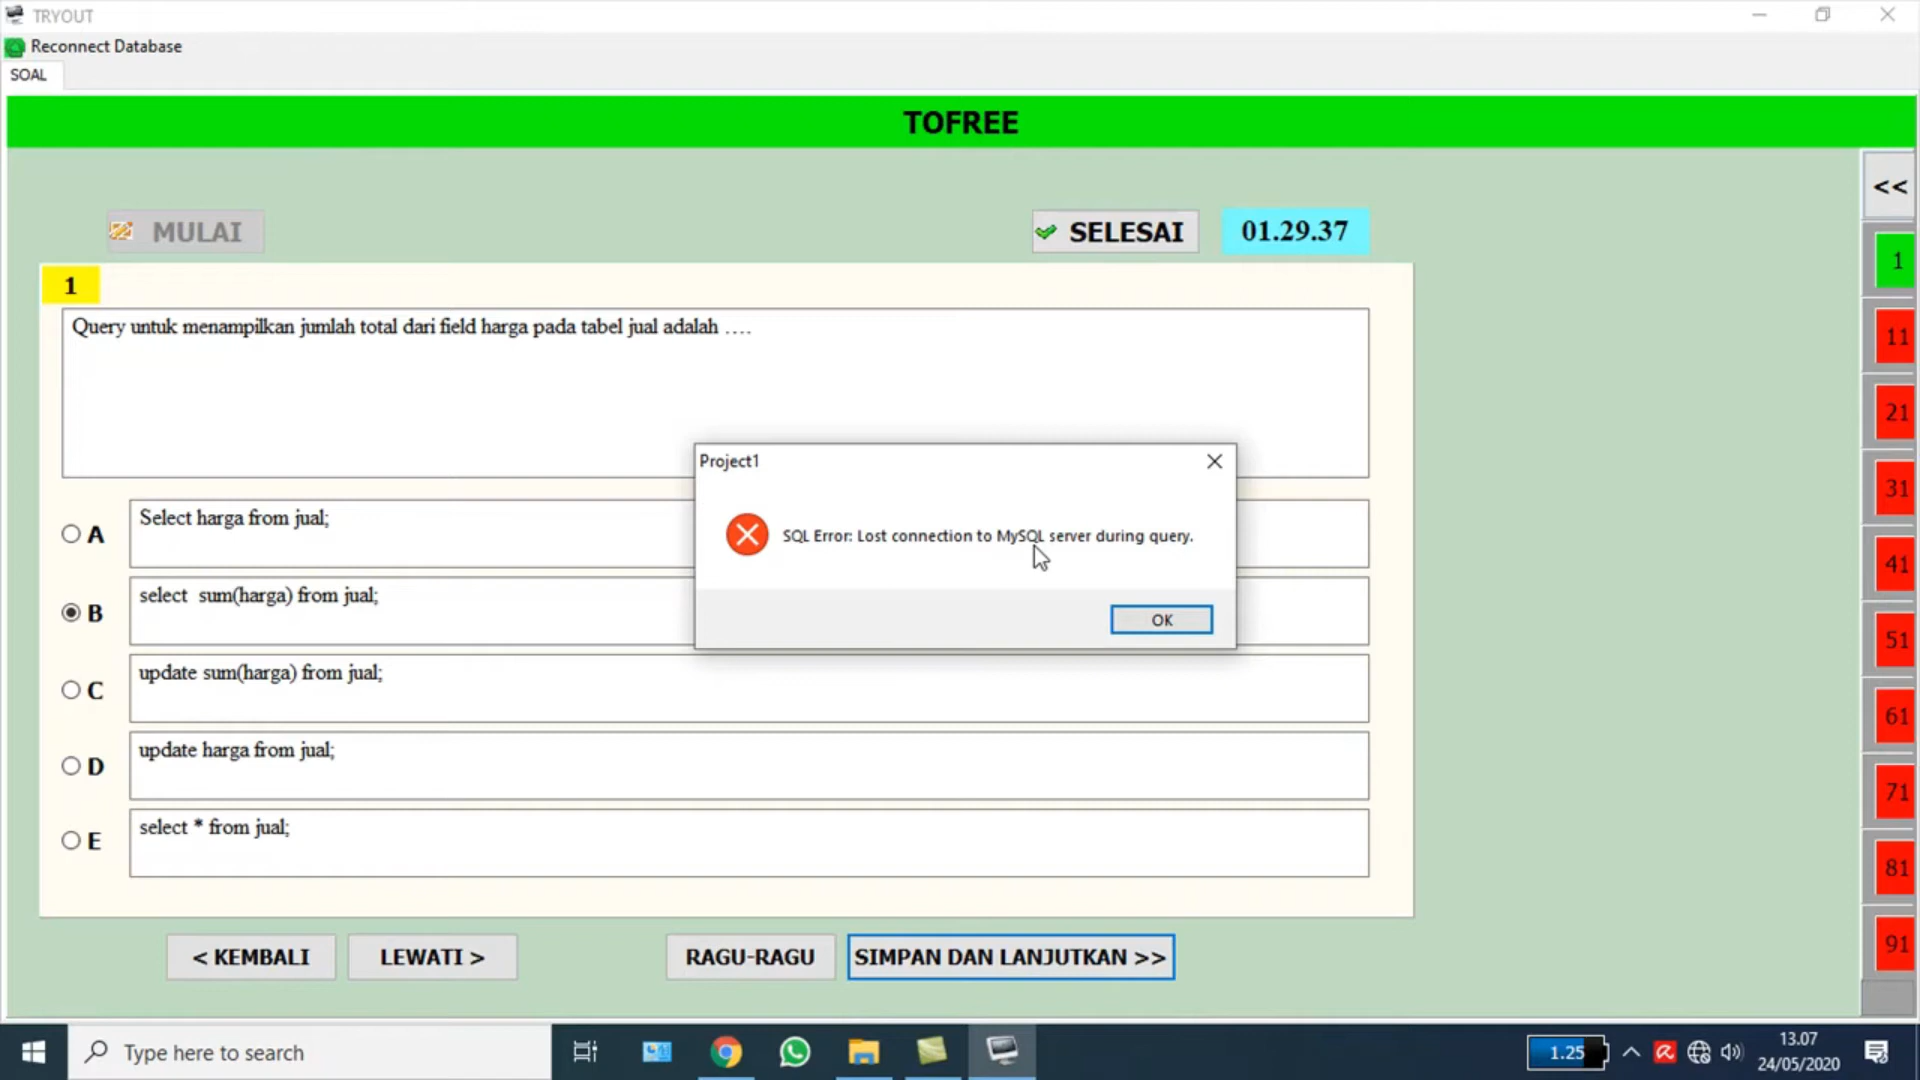 TRYOUT
Reconnect Database
SOAL
TOFREE
<<
MULAI
SELESAI
01.29.37
1
1
Query untuk menampilkan jumlah total dari field harga pada tabel jual adalah ....
11
21
Project1
31
A
Select harga from jual;
SQL Error: Lost connection to MySQL server during query.
41
B
select  sum(harga) from jual;
OK
51
C
update sum(harga) from jual;
61
D
update harga from jual;
71
E
select * from jual;
81
91
< KEMBALI
LEWATI >
RAGU-RAGU
SIMPAN DAN LANJUTKAN >>
Type here to search
1.25
13.07
24/05/2020